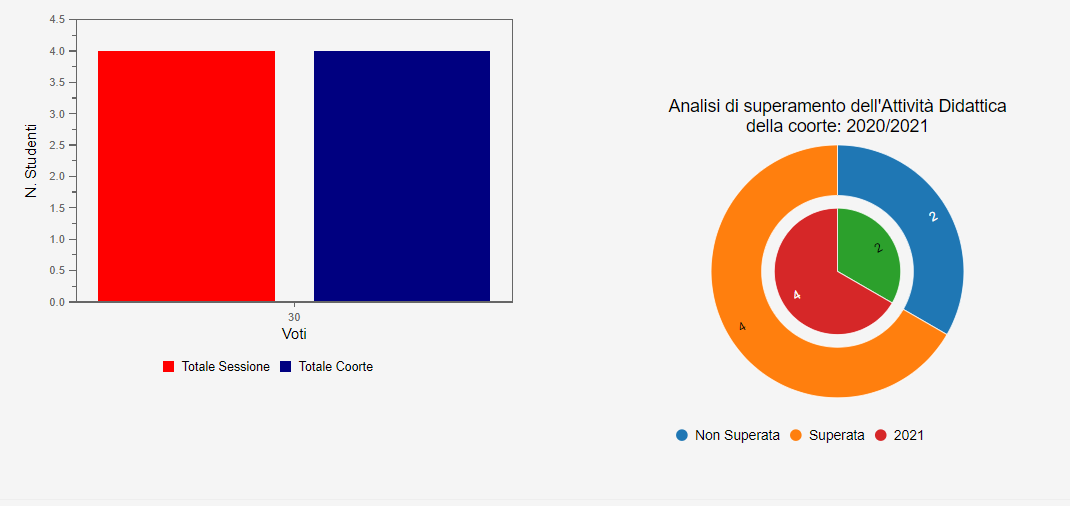 4.5
4.0
3.5
3.0
2.5
2.0
1.5
1.0
0.5
0.0
N. Studenti
30
Voti
Totale Sessione Totale Coorte
Analisi di superamento dell'Attività Didattica
della coorte: 2020/2021
2
2
4
4
Non Superata Superata 2021